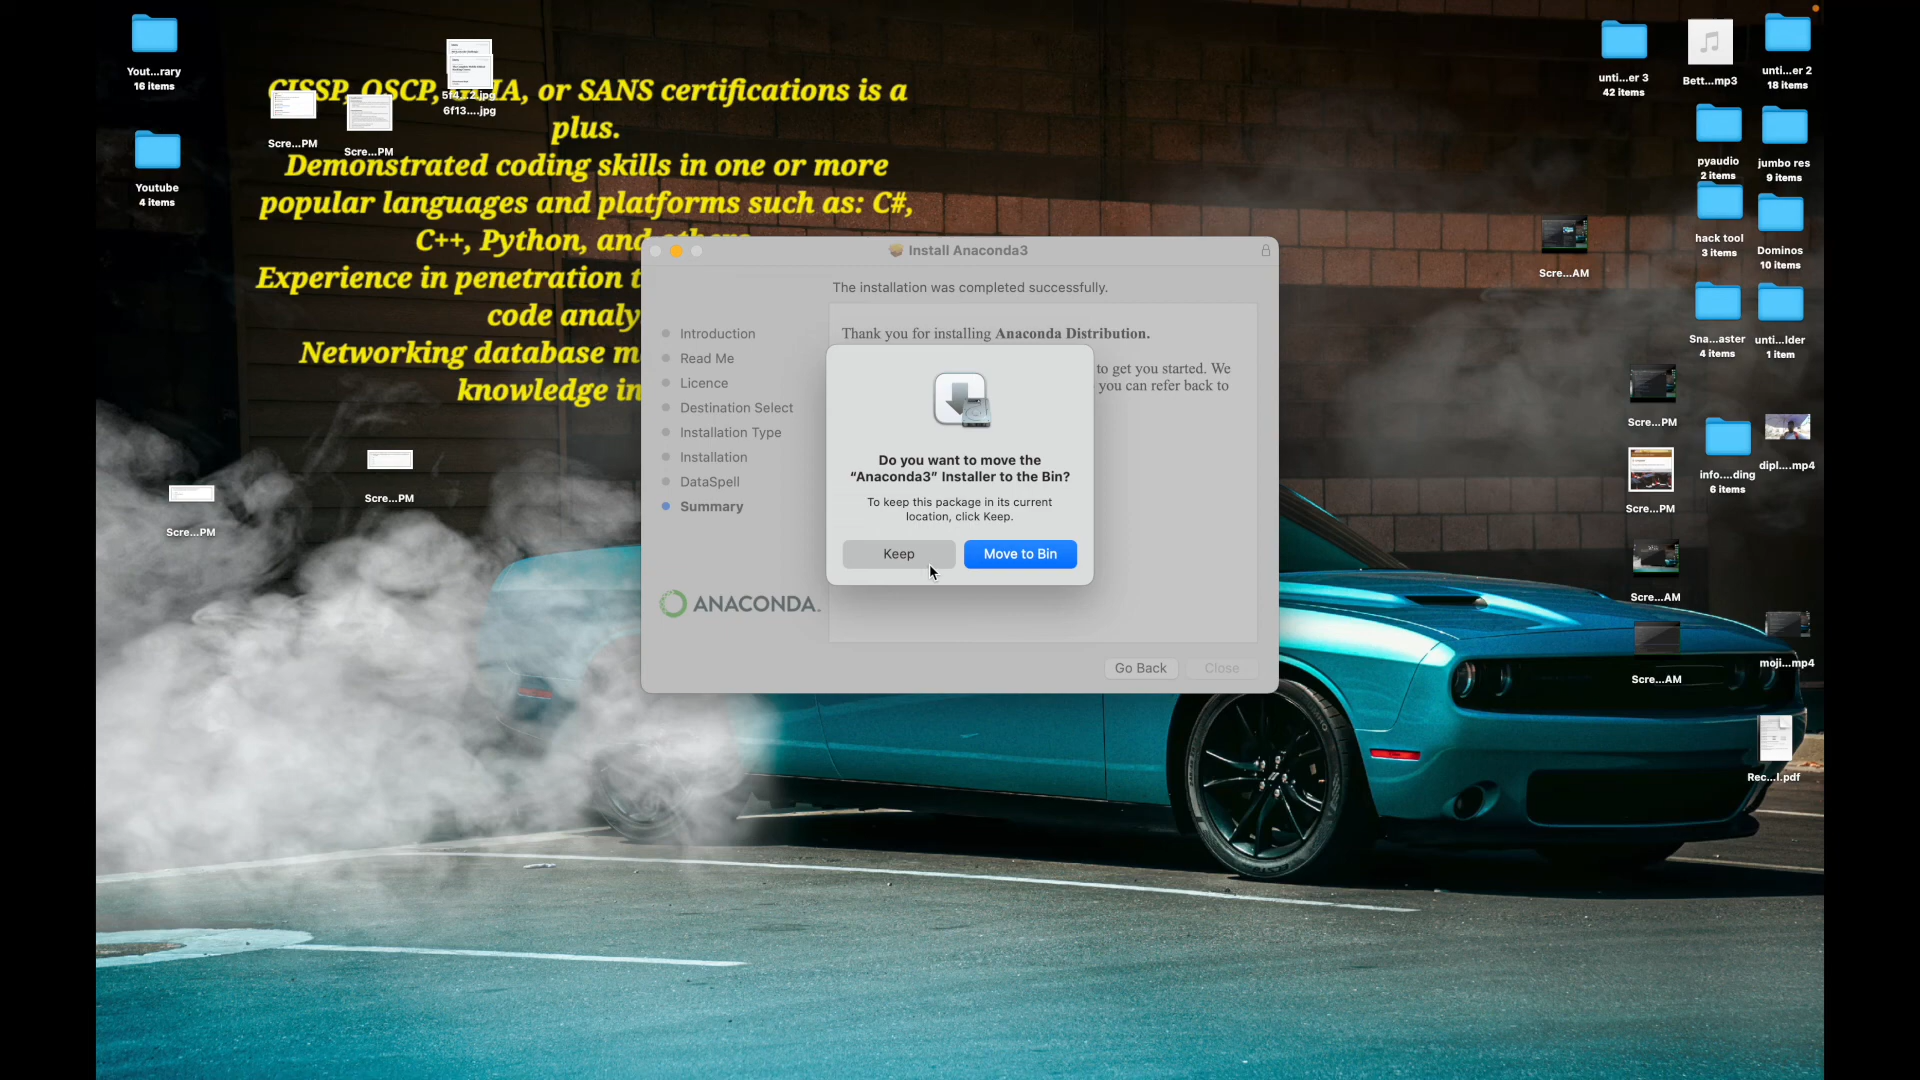 Yout...rary
16 items
Youtube
4 items
Scre...PM
Scre...PM
6f13....jpg
or SANS certifications is a
plus.
Demonstrated coding skills in one or more
popular languages and platforms such as: C#,
C++, Python, and
Experience in penetration
code
Networking database
knowledge in
Scre...PM
Scre...PM
Install Anaconda3
The installation was completed successfully.
Introduction
Read Me
Licence
Destination Select
Installation Type
Installation
DataSpell
Summary
ANACONDA.
Thank you for installing Anaconda Distribution.
to get you started. We
you can refer back to
Do you want to move the
“Anaconda3” Installer to the Bin?
To keep this package in its current
location, click Keep.
Keep
Move to Bin
Go Back
Close
unti...er 3
42 items
Bett...mp3
unti...er 2
18 items
pyaudio
2 items
jumbo res
9 items
hack tool
3 items
Dominos
10 items
Scre...AM
Sna...aster
4 items
unti...lder
1 item
Scre...PM
info....ding
6 items
dipl....mp4
Scre...PM
Scre...AM
Scre...AM
moji...mp4
Rec...l.pdf